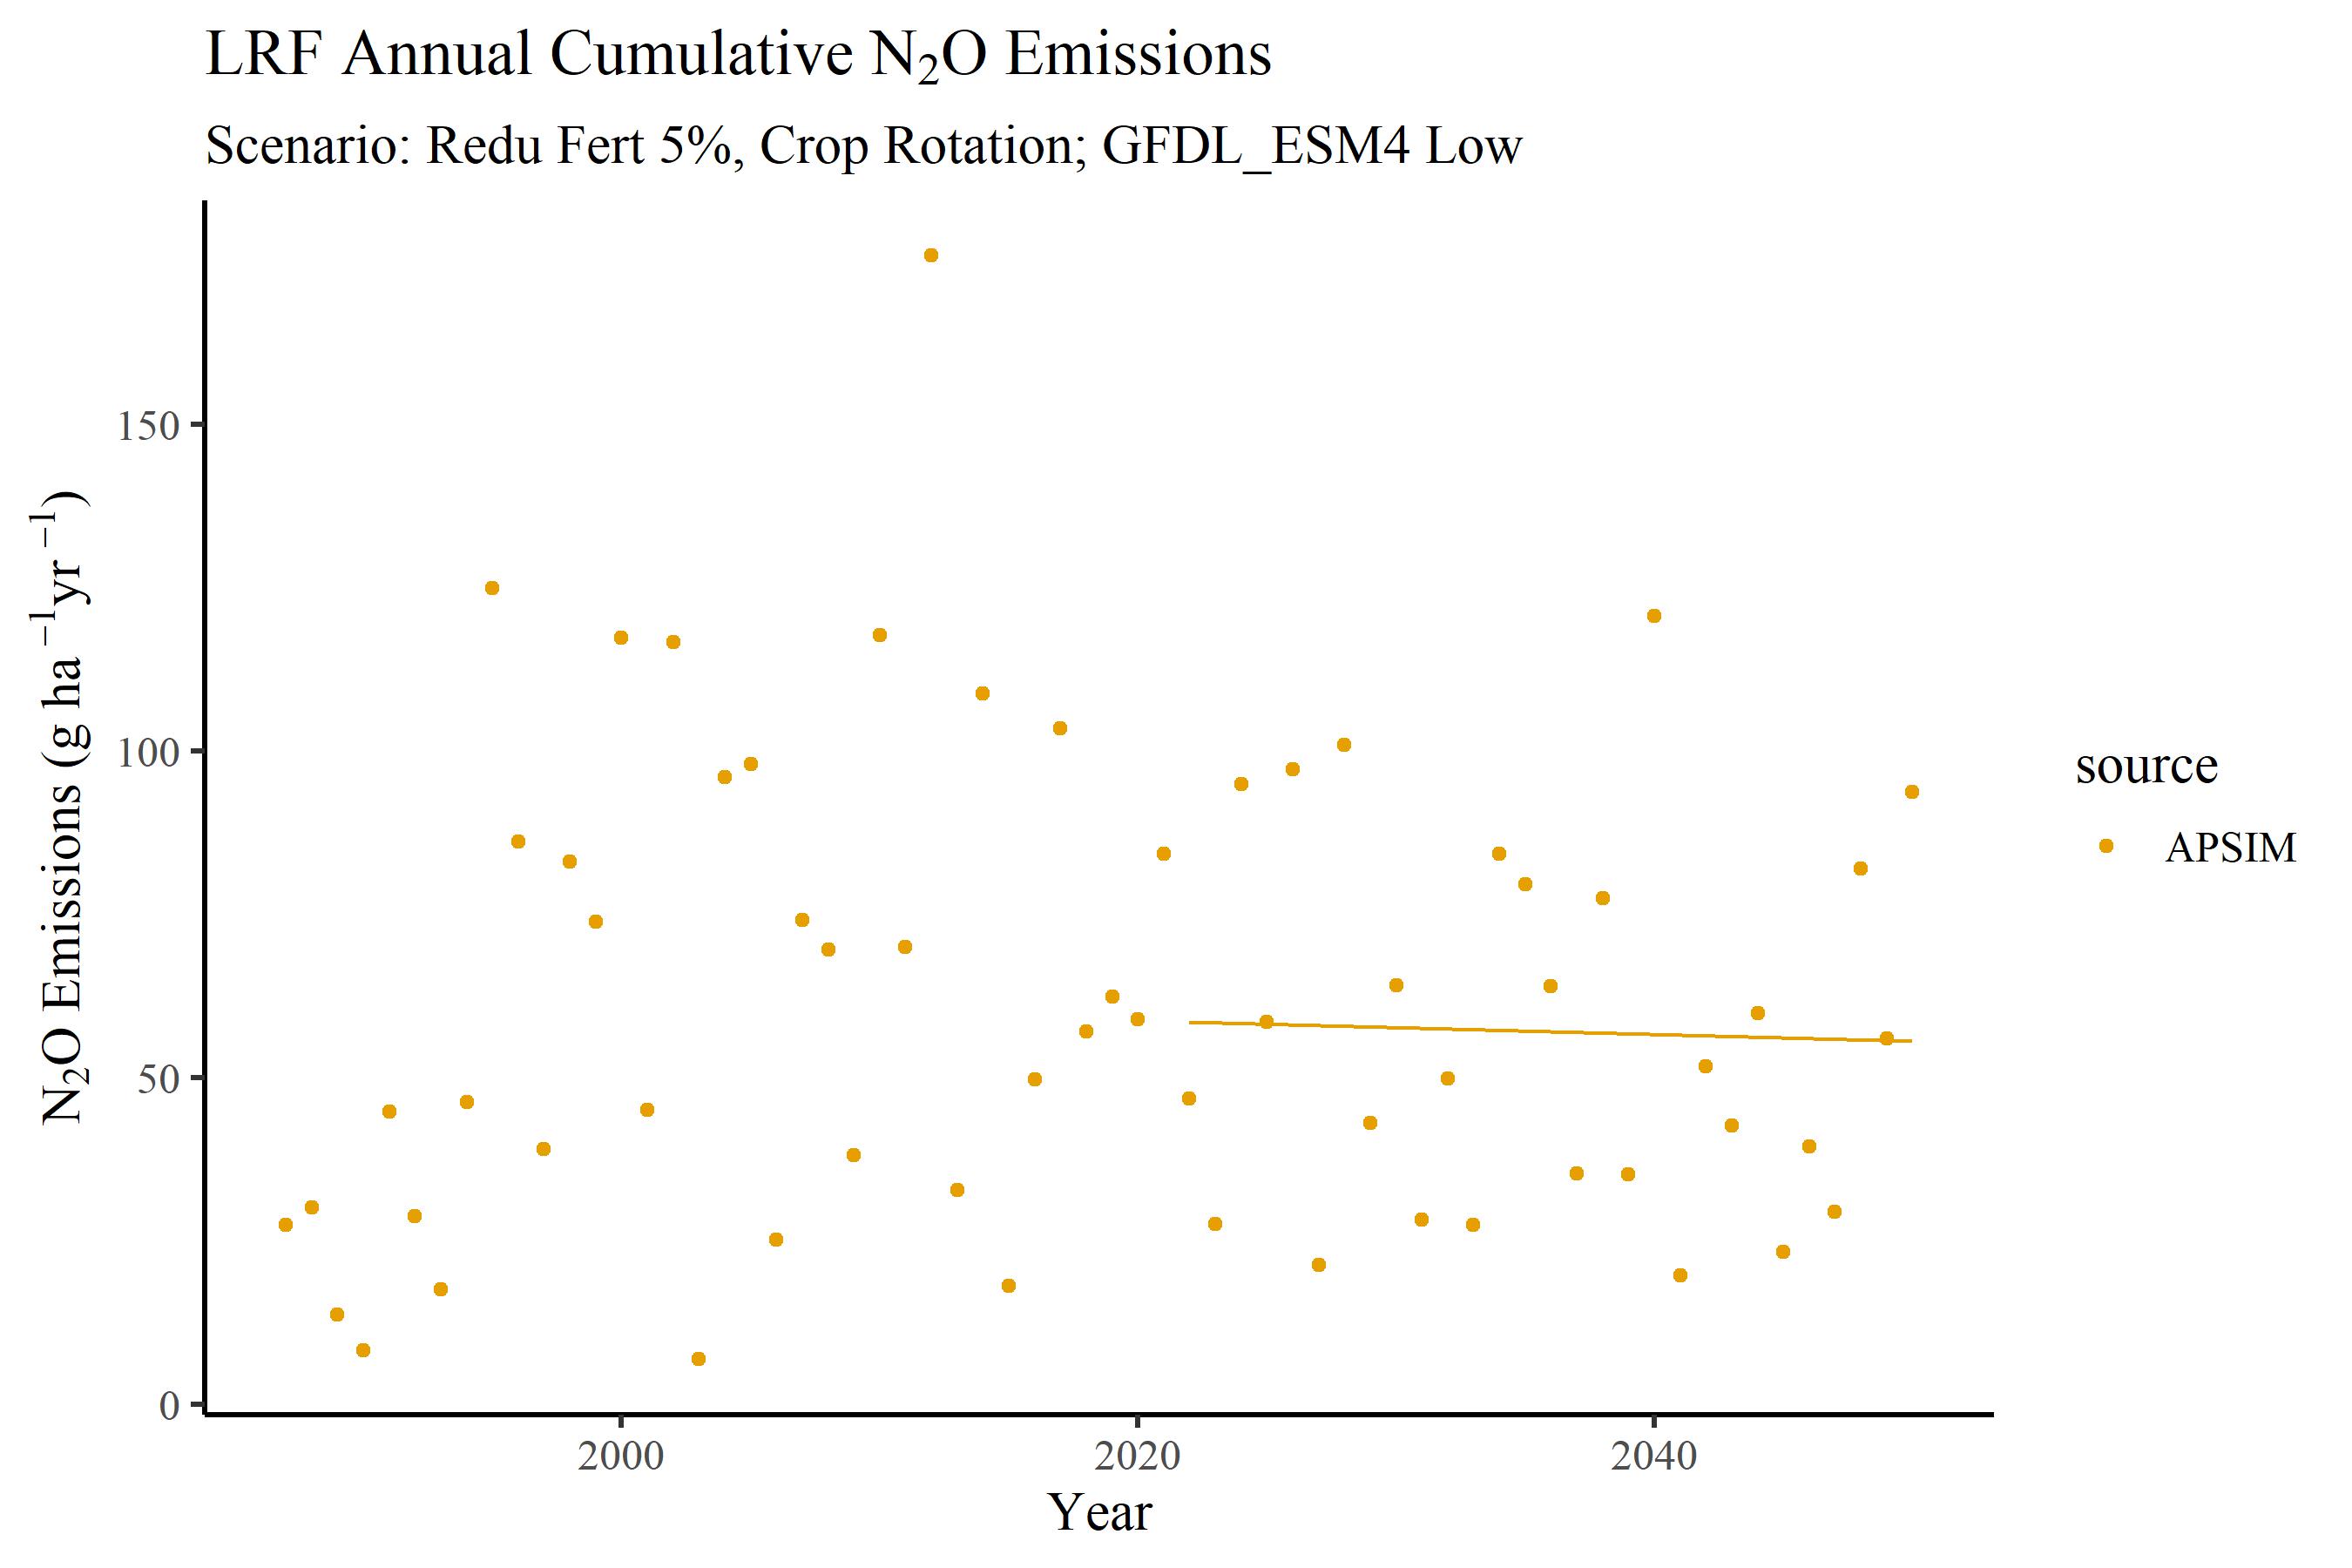 LRF Annual Cumulative N₂O Emissions
Scenario: Redu Fert 5%, Crop Rotation; GFDL_ESM4 Low
N₂O Emissions (g ha ⁻¹yr ⁻¹)
150
100
50
0
2000 2020 2040
Year
source
APSIM